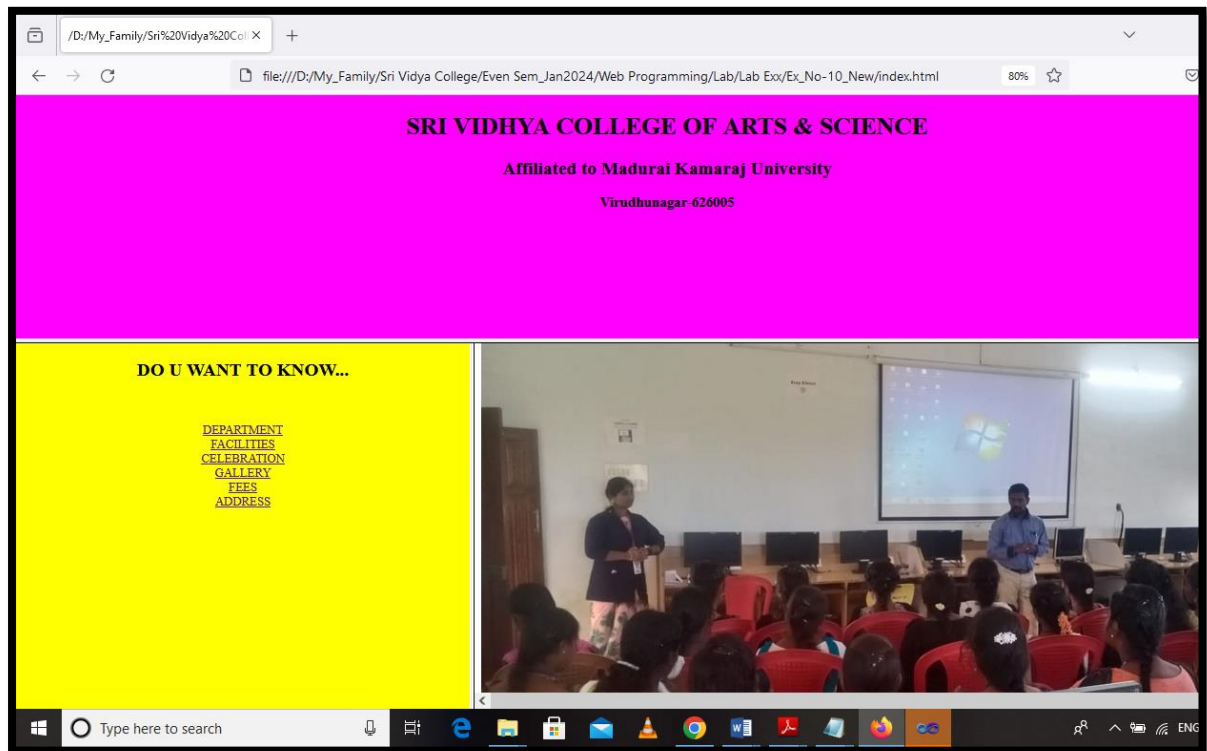 /D:/My_Family/Sri%20Vidya%20Col
file:///D:/My_Family/Sri Vidya College/Even Sem_Jan2024/Web Programming/Lab/Lab Exx/Ex_No-10_New/index.html
80%
SRI VIDHYA COLLEGE OF ARTS & SCIENCE
Affiliated to Madurai Kamaraj University
Virudhunagar-626005
DO U WANT TO KNOW...
DEPARTMENT
FACILITIES
CELEBRATION
GALLERY
FEES
ADDRESS
Type here to search
ENG